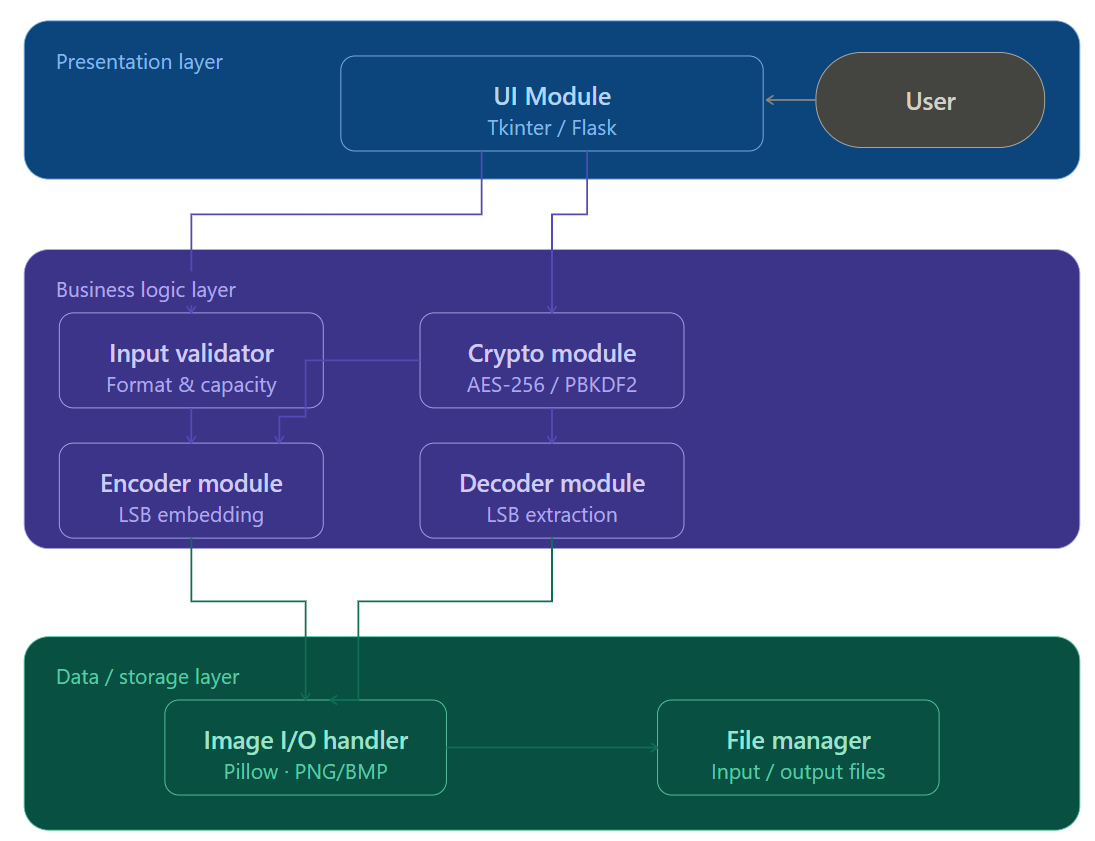 Presentation layer
UI Module
Tkinter / Flask
User
Business logic layer
Input validator
Format & capacity
Crypto module
AES-256 / PBKDF2
Encoder module
LSB embedding
Decoder module
LSB extraction
Data / storage layer
Image I/O handler
Pillow · PNG/BMP
File manager
Input / output files